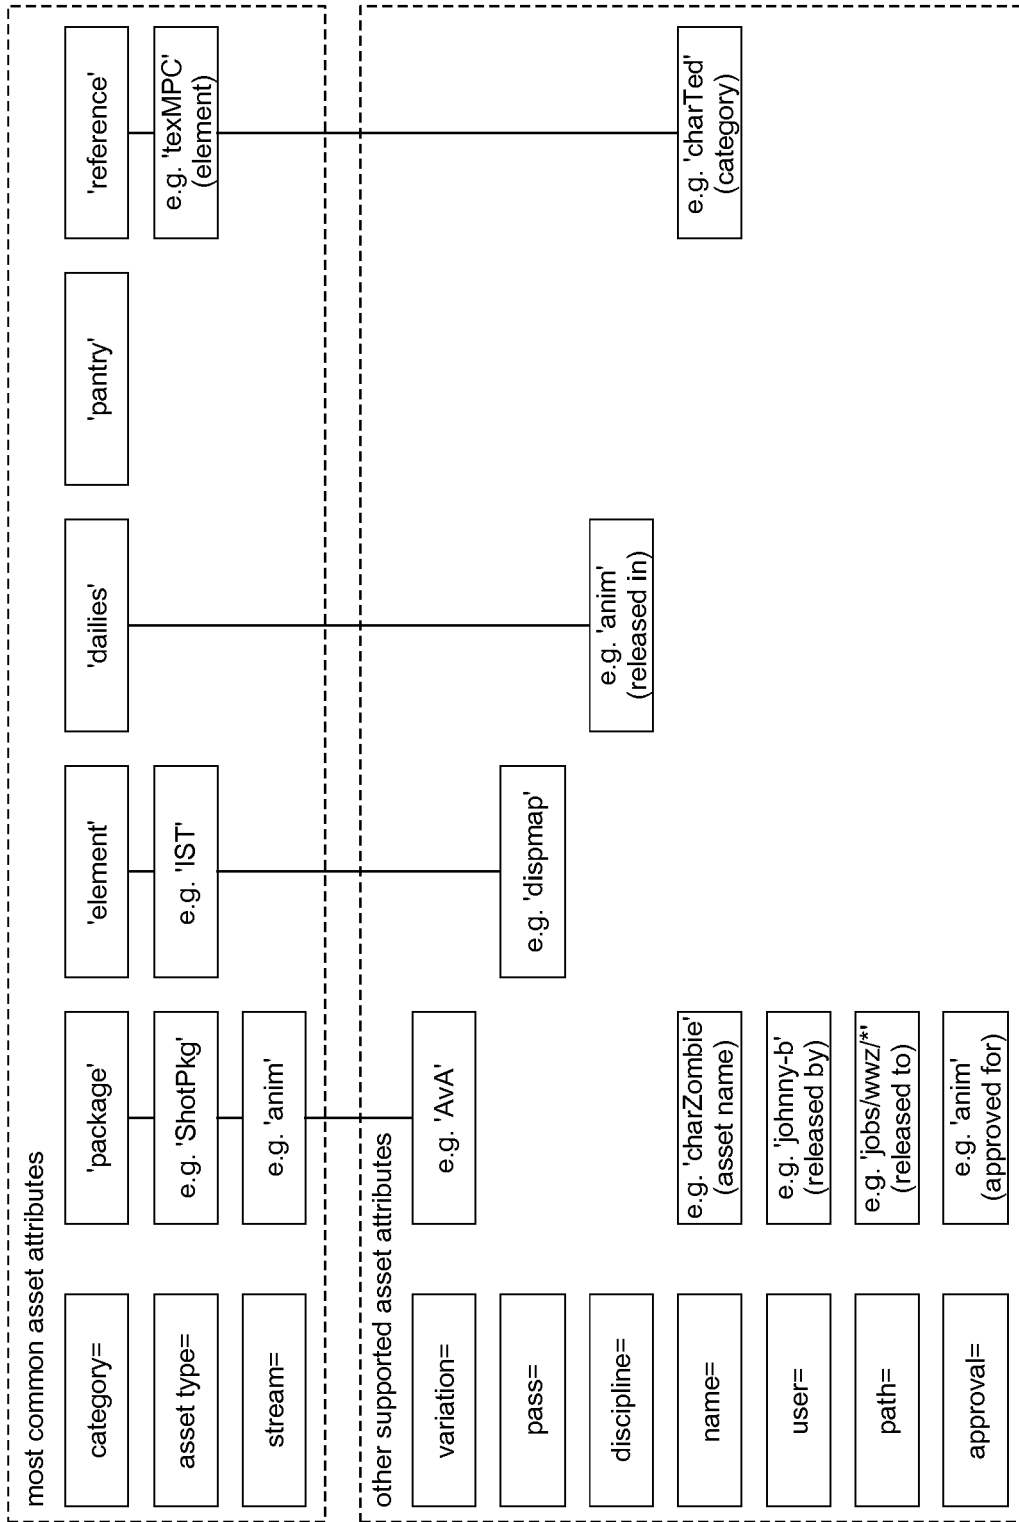 most common asset attributes
category=
'package'
'element'
'dailies'
'pantry'
'reference'
asset type=
e.g. 'ShotPkg'
e.g. 'IST'
e.g. 'texMPC'
(element)
stream=
e.g. 'anim'
other supported asset attributes
variation=
e.g. 'AvA'
pass=
e.g. 'dispmap'
discipline=
e.g. 'anim'
(released in)
name=
e.g. 'charZombie'
(asset name)
e.g. 'charTed'
(category)
user=
e.g. 'johnny-b'
(released by)
path=
e.g. 'jobs/wwz/*'
(released to)
approval=
e.g. 'anim'
(approved for)